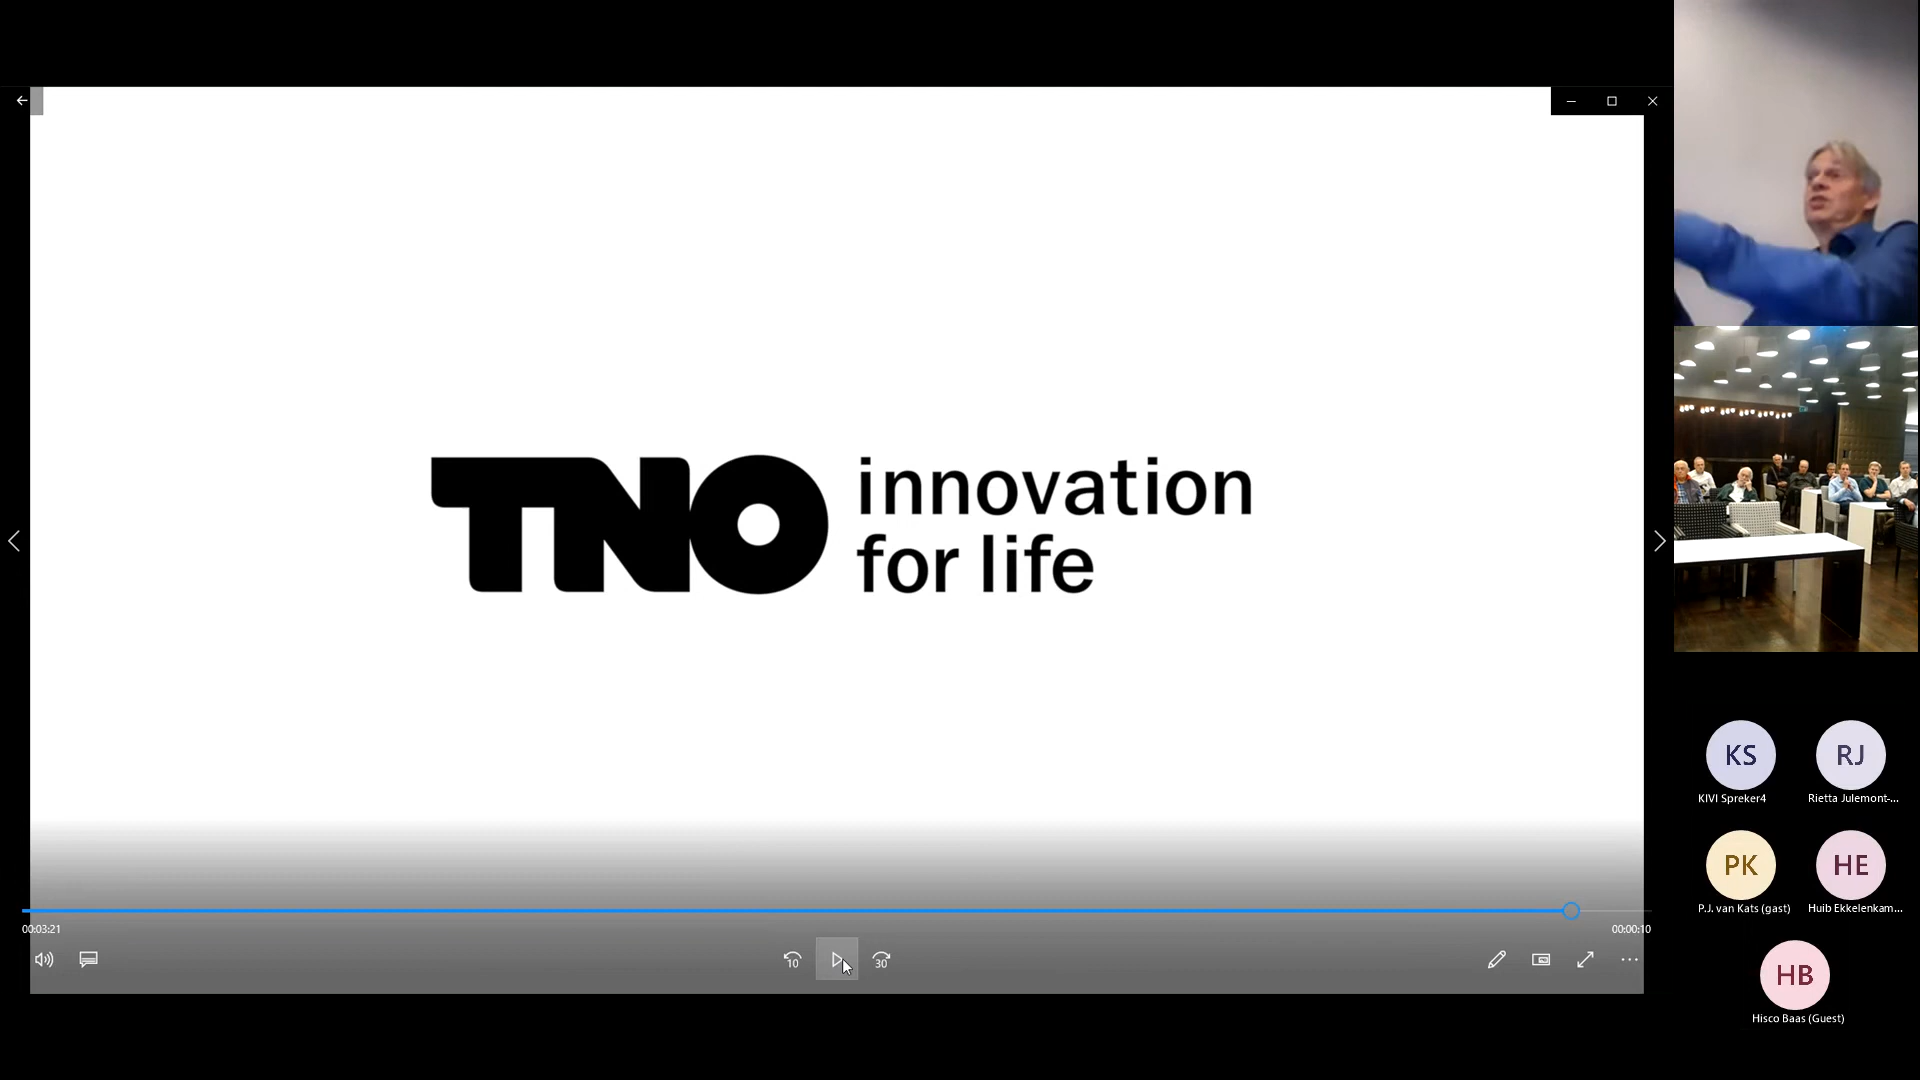 TNO innovation
for life
00:03:21
00:00:10
10
30
KS
RJ
KIVI Spreker4
Rietta Julemont-...
PK
HE
P.J. van Kats (gast)
Huib Ekkelenkam...
HB
Hisco Baas (Guest)